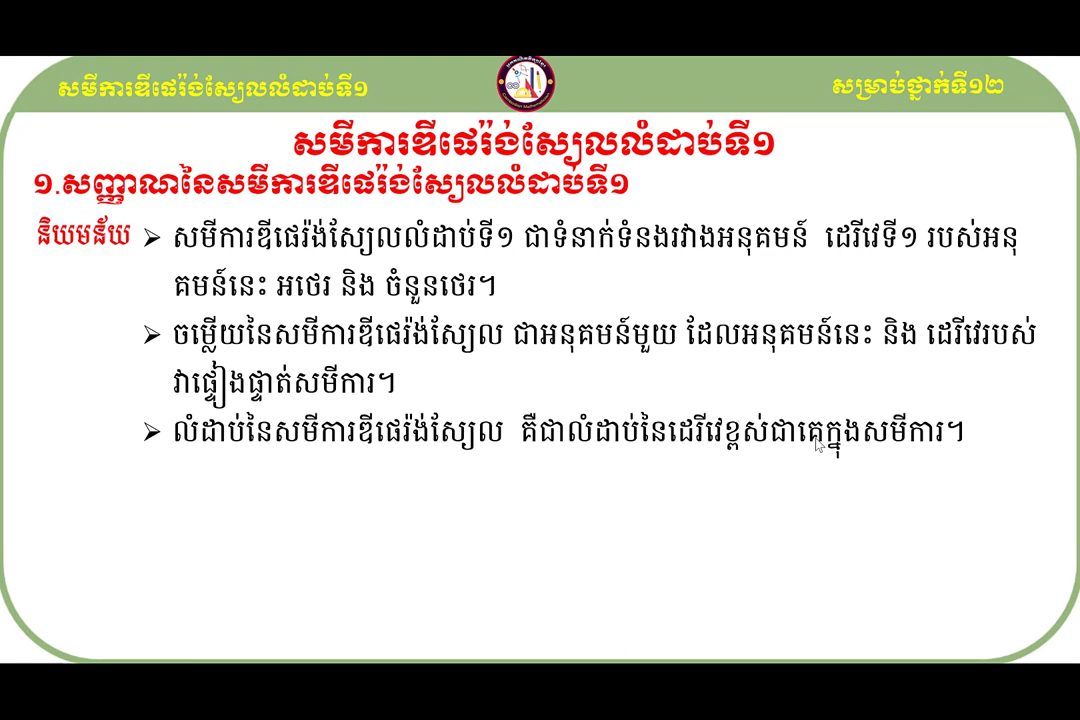 សមីការឌីផេរ៉ង់ស្យែលលំដាប់ទី១
សម្រាប់ថ្នាក់ទី១២
សមីការឌីផេរ៉ង់ស្យែលលំដាប់ទី១
១.សញ្ញាណនៃសមីការឌីផេរ៉ង់ស្យែលលំដាប់ទី១
និយមន័យ ➢ សមីការឌីផេរ៉ង់ស្យែលលំដាប់ទី១ ជាទំនាក់ទំនងរវាងអនុគមន៍ ដេរីវេទី១ របស់អនុ
គមន៍នេះ អថេរ និង ចំនួនថេរ។
➢ ចម្លើយនៃសមីការឌីផេរ៉ង់ស្យែល ជាអនុគមន៍មួយ ដែលអនុគមន៍នេះ និង ដេរីវេរបស់
វាផ្ទៀងផ្ទាត់សមីការ។
➢ លំដាប់នៃសមីការឌីផេរ៉ង់ស្យែល គឺជាលំដាប់នៃដេរីវេខ្ពស់ជាគេក្នុងសមីការ។